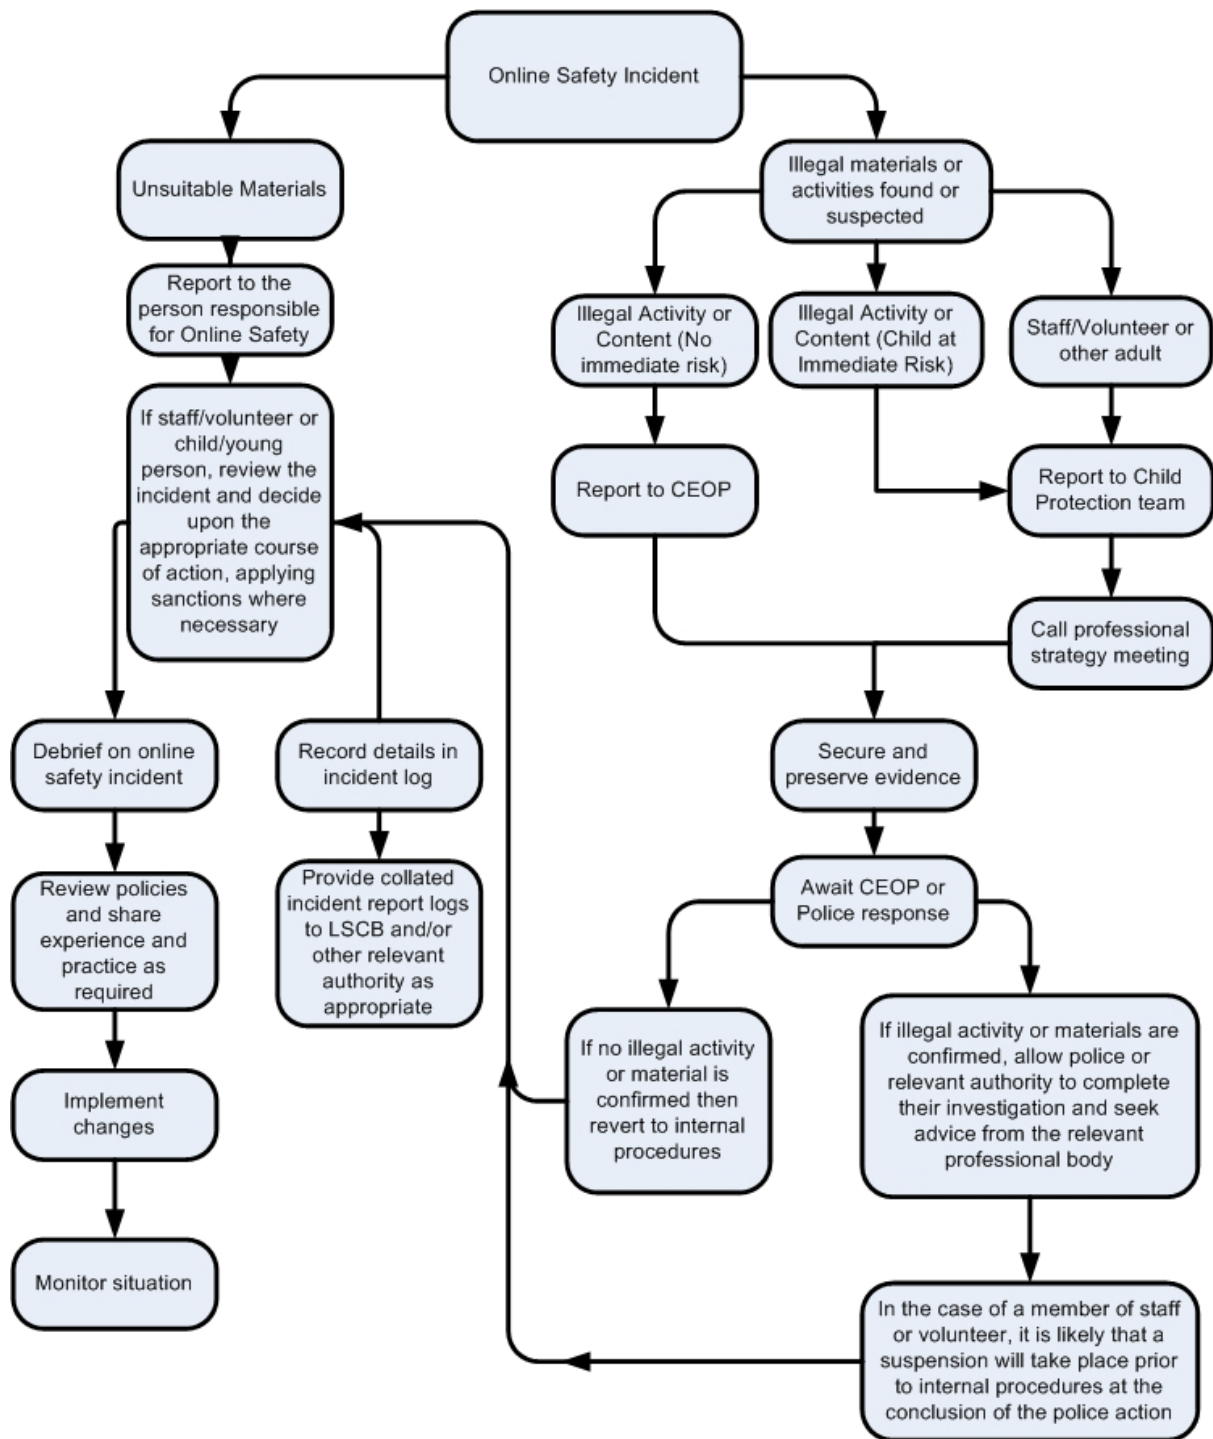 Online Safety Incident
Unsuitable Materials
Illegal materials or
activities found or
suspected
Report to the
person responsible
for Online Safety
Illegal Activity or
Content (No
immediate risk)
Illegal Activity or
Content (Child at
Immediate Risk)
Staff/Volunteer or
other adult
If staff/volunteer or
child/young
person, review the
incident and decide
upon the
appropriate course
of action, applying
sanctions where
necessary
Report to CEOP
Report to Child
Protection team
Call professional
strategy meeting
Debrief on online
safety incident
Record details in
incident log
Secure and
preserve evidence
Review policies
and share
experience and
practice as
required
Provide collated
incident report logs
to LSCB and/or
other relevant
authority as
appropriate
Await CEOP or
Police response
If no illegal activity
or material is
confirmed then
revert to internal
procedures
If illegal activity or materials are
confirmed, allow police or
relevant authority to complete
their investigation and seek
advice from the relevant
professional body
Implement
changes
Monitor situation
In the case of a member of staff
or volunteer, it is likely that a
suspension will take place prior
to internal procedures at the
conclusion of the police action